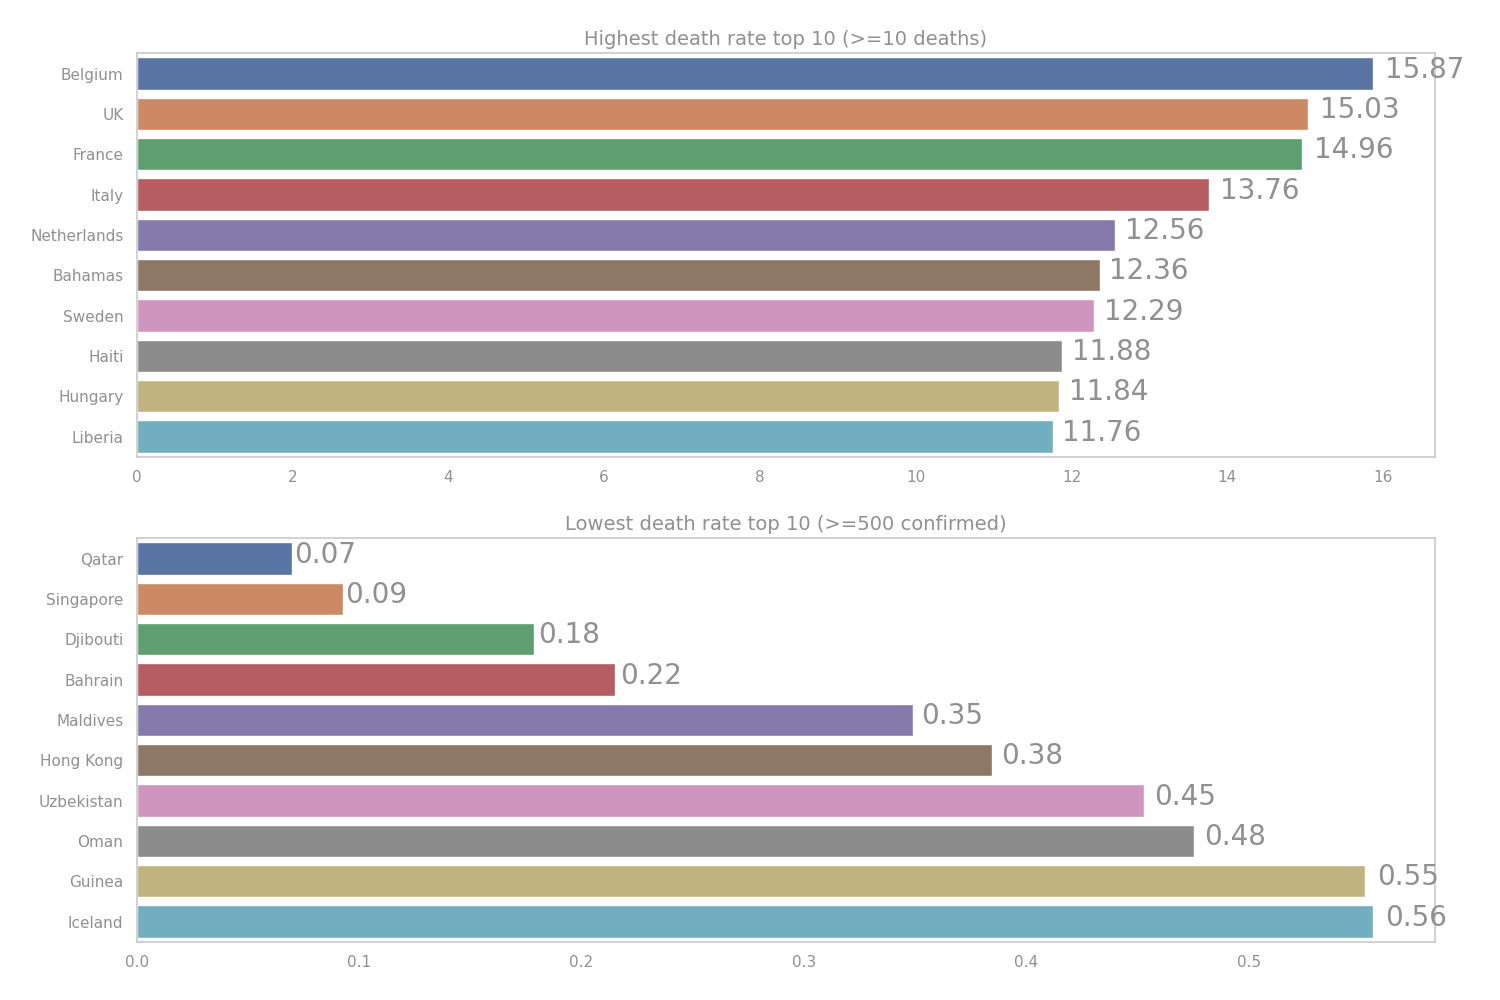 Highest death rate top 10 (>=10 deaths)
Belgium 15.87
UK 15.03
France 14.96
Italy 13.76
Netherlands 12.56
Bahamas 12.36
Sweden 12.29
Haiti 11.88
Hungary 11.84
Liberia 11.76
0 2 4 6 8 10 12 14 16
Lowest death rate top 10 (>=500 confirmed)
Qatar 0.07
Singapore 0.09
Djibouti 0.18
Bahrain 0.22
Maldives 0.35
Hong Kong 0.38
Uzbekistan 0.45
Oman 0.48
Guinea 0.55
Iceland 0.56
0.0 0.1 0.2 0.3 0.4 0.5